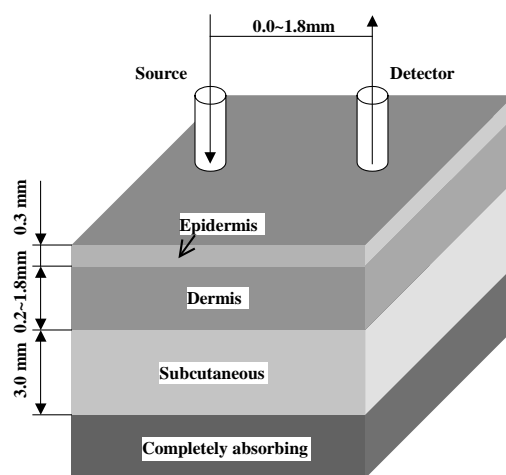 0.0~1.8mm
Source
Detector
0.3 mm
Epidermis
0.2~1.8mm
Dermis
3.0 mm
Subcutaneous
Completely absorbing